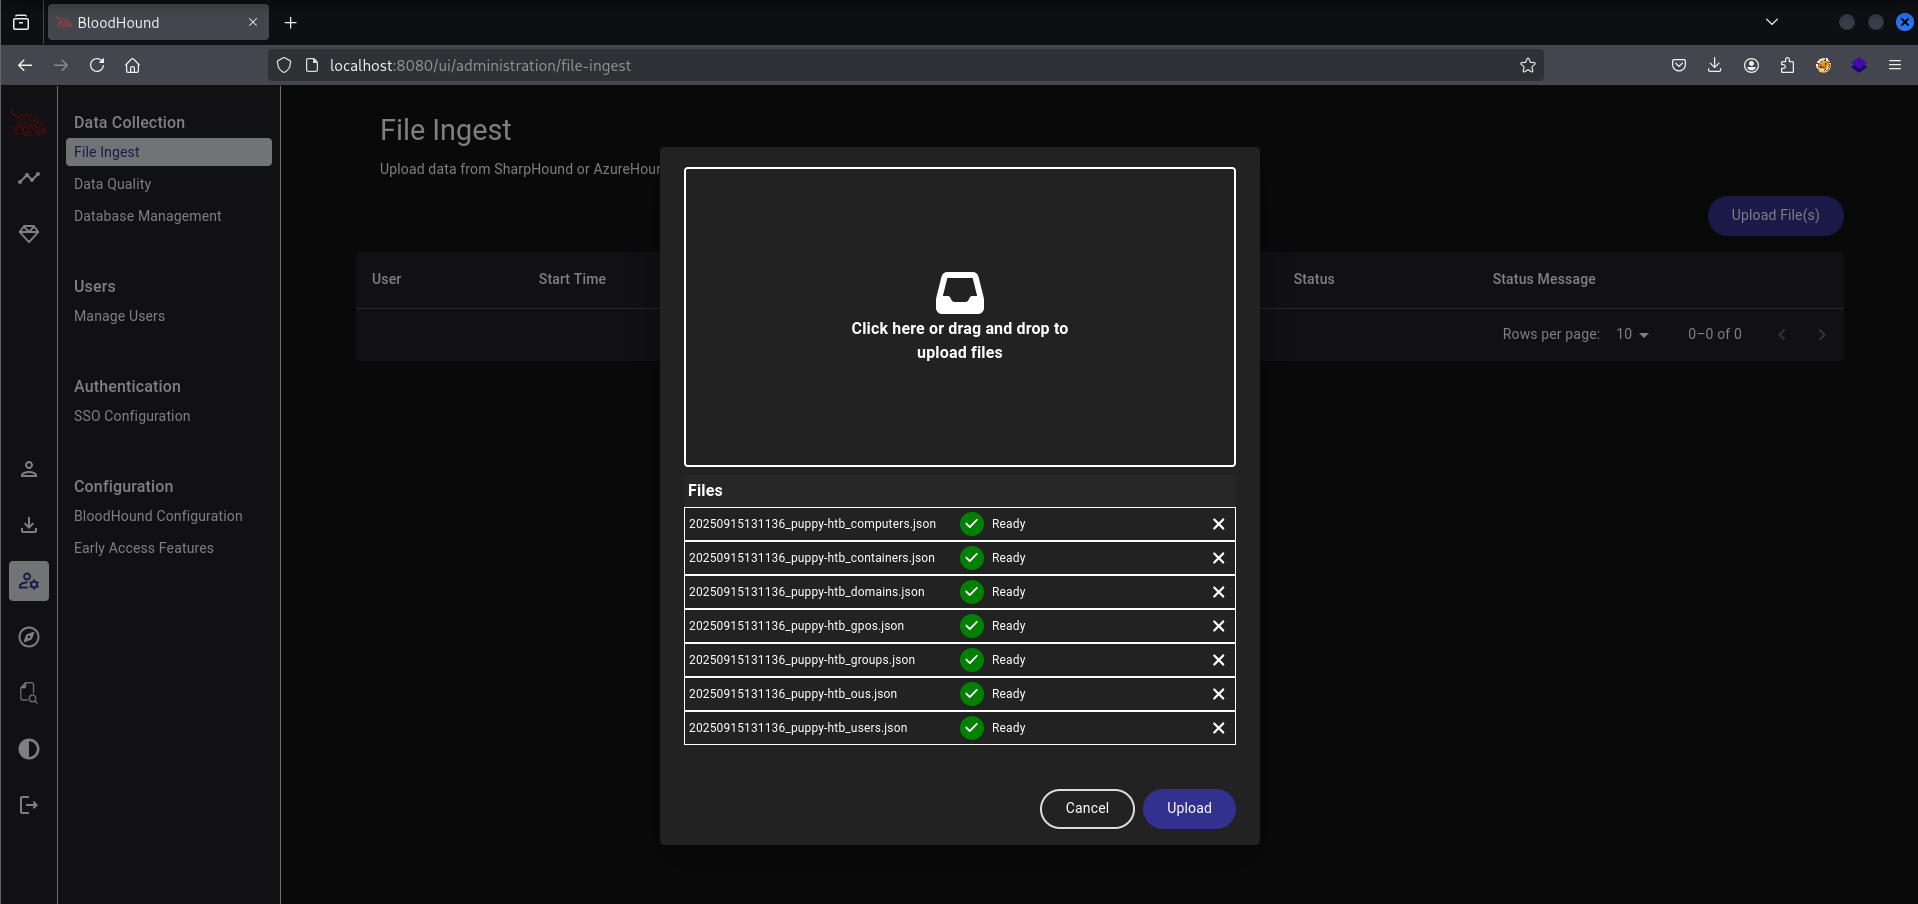 BloodHound
localhost:8080/ui/administration/file-ingest
Data Collection
File Ingest
Data Quality
Database Management
Users
Manage Users
Authentication
SSO Configuration
Configuration
BloodHound Configuration
Early Access Features
File Ingest
Upload data from SharpHound or AzureHou
Upload File(s)
User Start Time Status Status Message
Rows per page: 10 0–0 of 0
Click here or drag and drop to
upload files
Files
20250915131136_puppy-htb_computers.json Ready
20250915131136_puppy-htb_containers.json Ready
20250915131136_puppy-htb_domains.json Ready
20250915131136_puppy-htb_gpos.json Ready
20250915131136_puppy-htb_groups.json Ready
20250915131136_puppy-htb_ous.json Ready
20250915131136_puppy-htb_users.json Ready
Cancel Upload